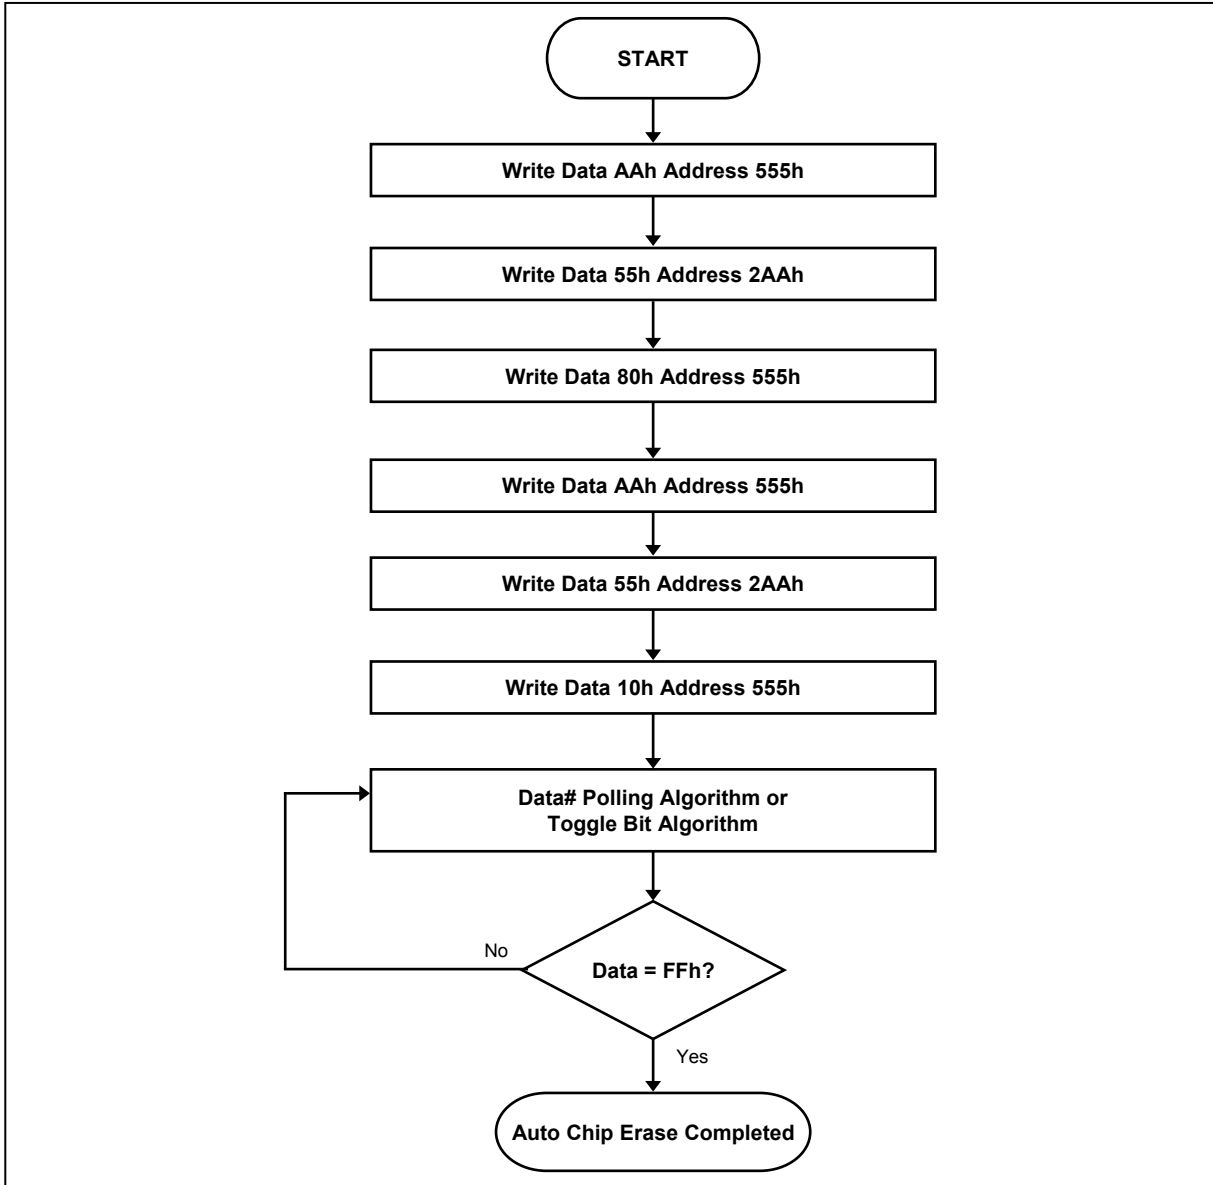 START
Write Data AAh Address 555h
Write Data 55h Address 2AAh
Write Data 80h Address 555h
Write Data AAh Address 555h
Write Data 55h Address 2AAh
Write Data 10h Address 555h
Data# Polling Algorithm or
Toggle Bit Algorithm
No
Data = FFh?
Yes
Auto Chip Erase Completed